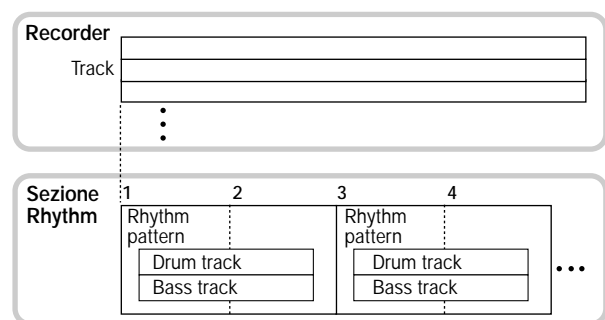 Recorder
Track
Sezione
Rhythm
1 2 3 4
Rhythm pattern
Drum track
Bass track
Rhythm pattern
Drum track
Bass track